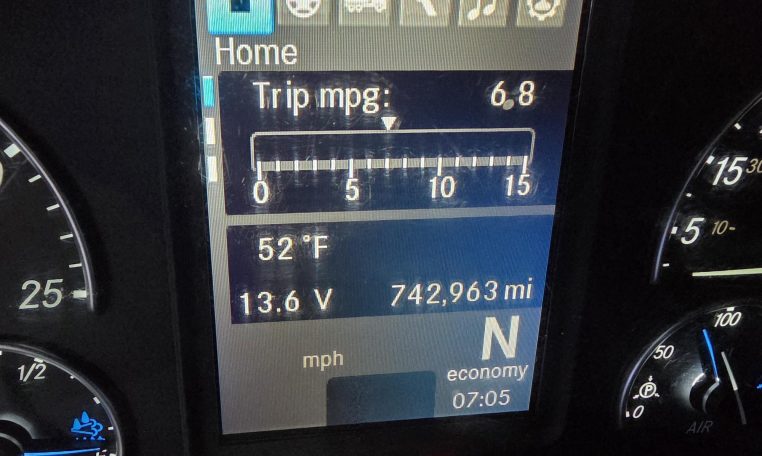 Home
Trip mpg: 6.8
0 5 10 15
52 °F
13.6 V 742,963 mi
N
mph
economy
07:05
25
1/2
15 30
5 10
100
50
P
0
AIR